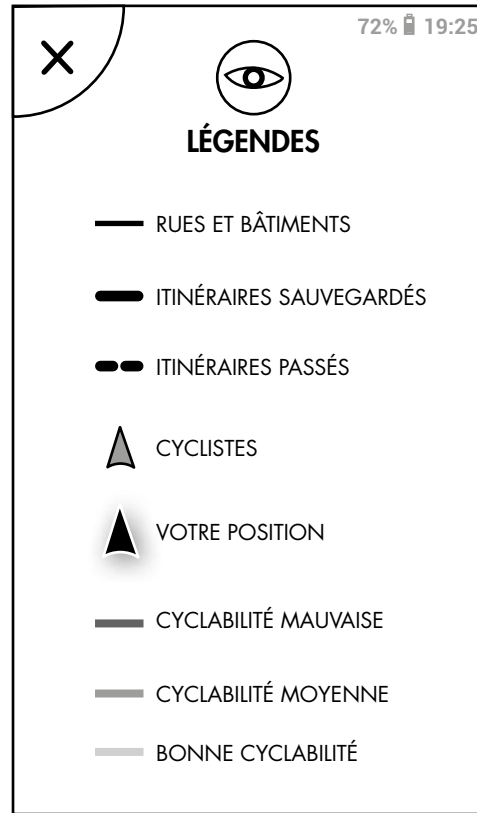 72% 19:25
LÉGENDES
RUES ET BÂTIMENTS
ITINÉRAIRES SAUVEGARDÉS
ITINÉRAIRES PASSÉS
CYCLISTES
VOTRE POSITION
CYCLABILITÉ MAUVAISE
CYCLABILITÉ MOYENNE
BONNE CYCLABILITÉ